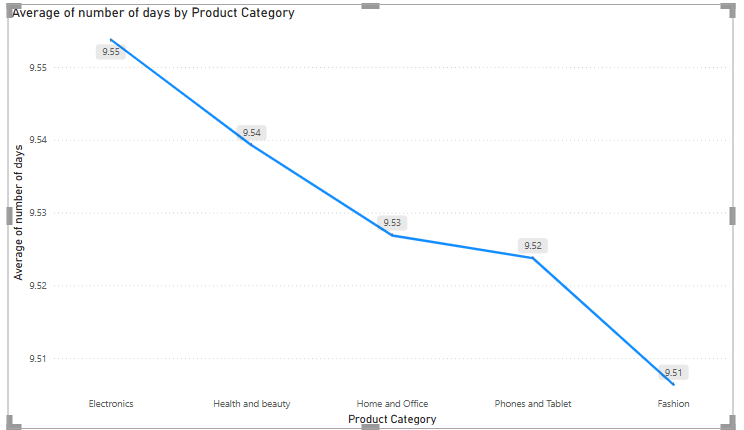 Average of number of days by Product Category
Average of number of days
9.55
9.54
9.53
9.52
9.51
9.55
9.54
9.53
9.52
9.51
Electronics
Health and beauty
Home and Office
Phones and Tablet
Fashion
Product Category